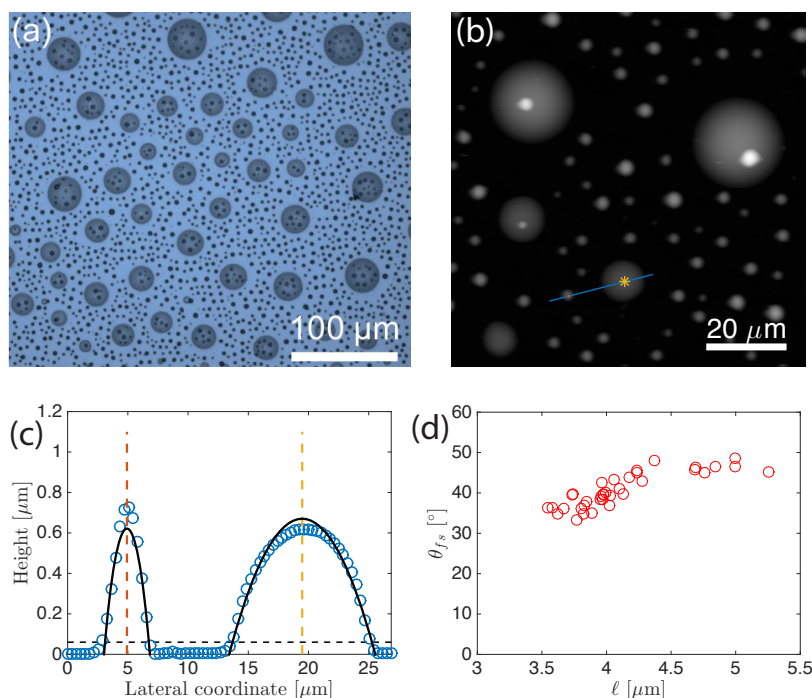 (a)
100 µm
(b)
20 µm
(c)
1.2
1
0.8
0.6
0.4
0.2
0
Height [µm]
0 5 10 15 20 25
Lateral coordinate [µm]
(d)
60
50
40
30
20
10
0
θfs [°]
3 3.5 4 4.5 5 5.5
ℓ [µm]